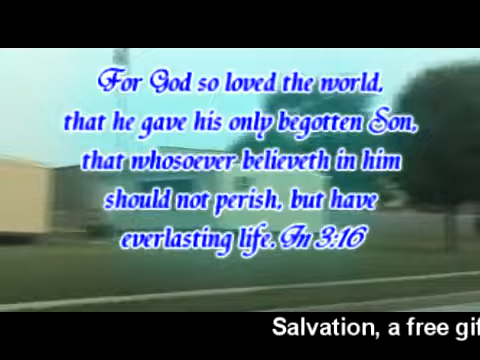 For God so loved the world,
that he gave his only begotten Son,
that whosoever believeth in him
should not perish, but have
everlasting life. Jn 3:16
Salvation, a free gif